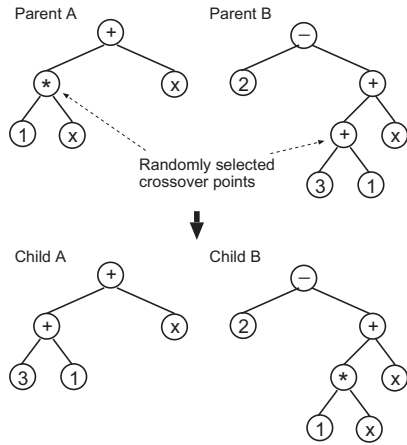 Parent A
Parent B
+
−
*
x
2
+
1
x
+
x
Randomly selected
crossover points
3
1
Child A
Child B
+
−
+
x
2
+
3
1
*
x
1
x